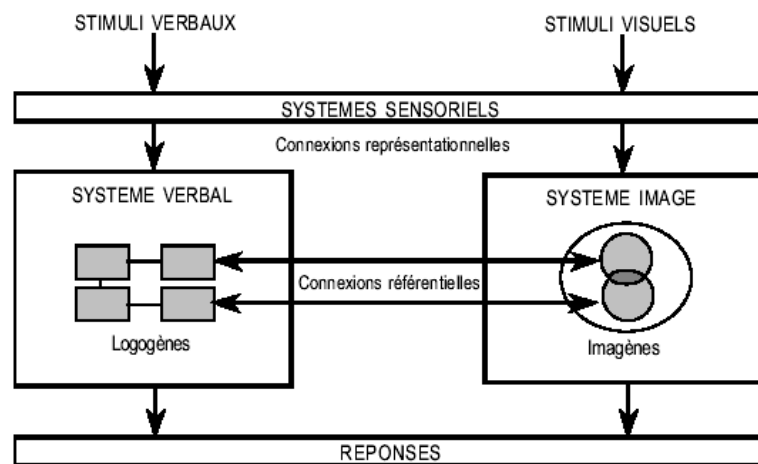 STIMULI VERBAUX
STIMULI VISUELS
SYSTEMES SENSORIELS
Connexions représentationnelles
SYSTEME VERBAL
SYSTEME IMAGE
Connexions référentielles
Logogènes
Imagènes
REPONSES